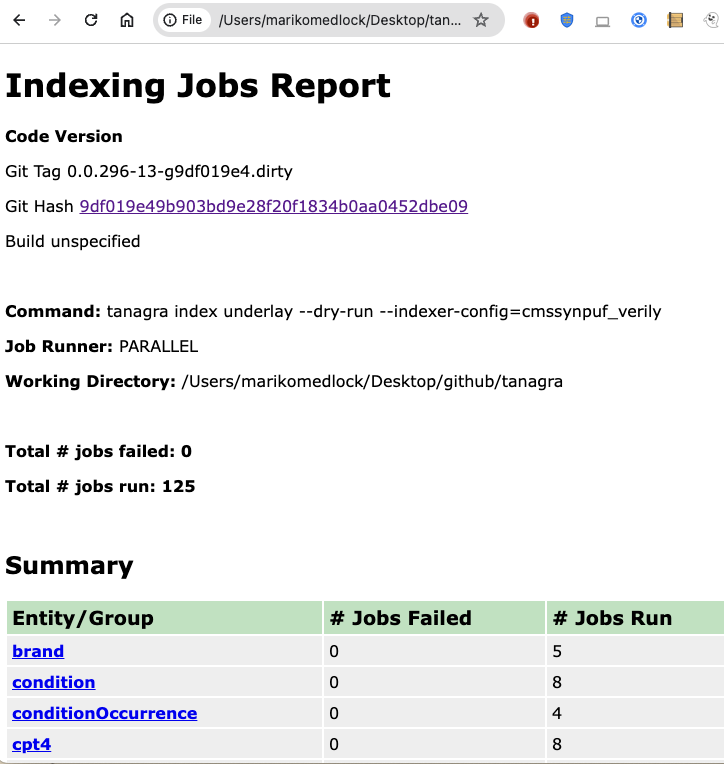 File /Users/marikomedlock/Desktop/tan...
Indexing Jobs Report
Code Version
Git Tag 0.0.296-13-g9df019e4.dirty
Git Hash 9df019e49b903bd9e28f20f1834b0aa0452dbe09
Build unspecified
Command: tanagra index underlay --dry-run --indexer-config=cmssynpuf_verily
Job Runner: PARALLEL
Working Directory: /Users/marikomedlock/Desktop/github/tanagra
Total # jobs failed: 0
Total # jobs run: 125
Summary
Entity/Group # Jobs Failed # Jobs Run
brand 0 5
condition 0 8
conditionOccurrence 0 4
cpt4 0 8